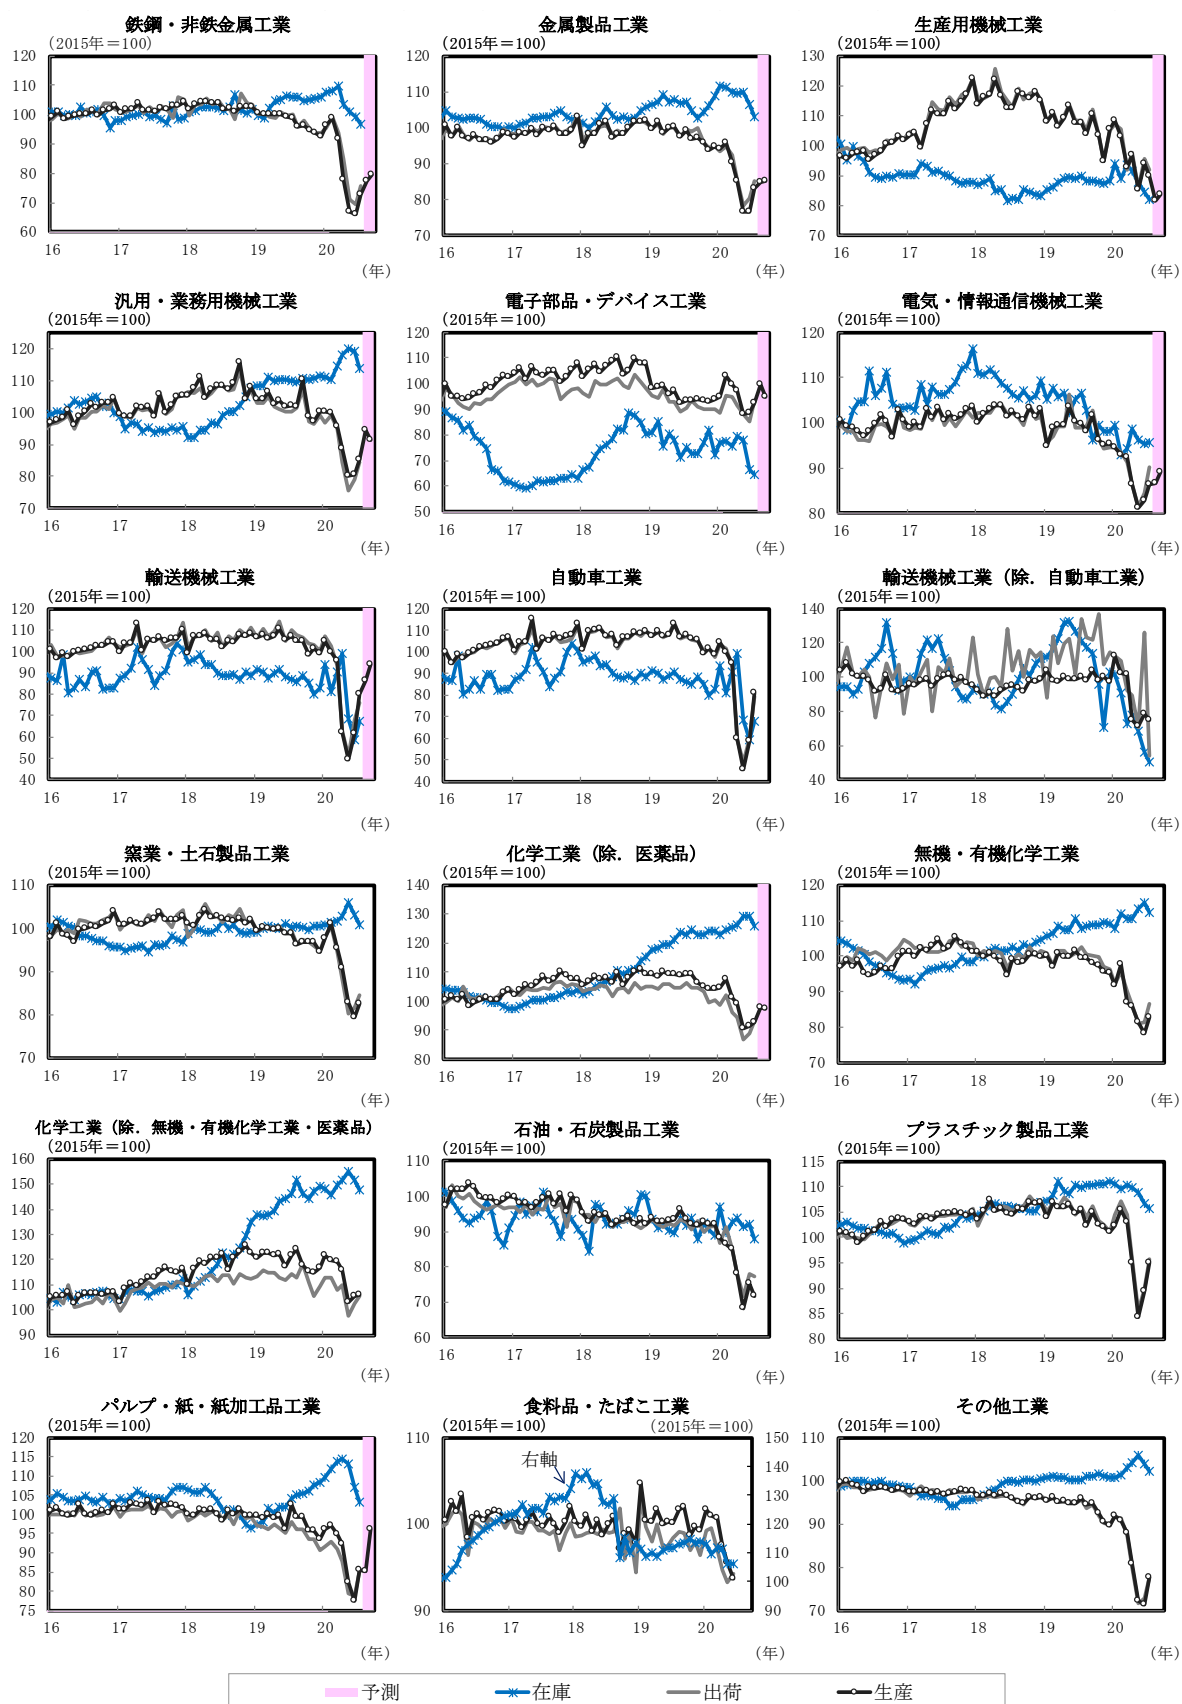 鉄鋼・非鉄金属工業
(2015年=100)
120
110
100
90
80
70
60
16 17 18 19 20
(年)
金属製品工業
(2015年=100)
120
110
100
90
80
70
16 17 18 19 20
(年)
生産用機械工業
(2015年=100)
130
120
110
100
90
80
70
16 17 18 19 20
(年)
汎用・業務用機械工業
(2015年=100)
120
110
100
90
80
70
16 17 18 19 20
(年)
電子部品・デバイス工業
(2015年=100)
120
110
100
90
80
70
60
50
16 17 18 19 20
(年)
電気・情報通信機械工業
(2015年=100)
120
110
100
90
80
16 17 18 19 20
(年)
輸送機械工業
(2015年=100)
120
110
100
90
80
70
60
50
40
16 17 18 19 20
(年)
自動車工業
(2015年=100)
120
110
100
90
80
70
60
50
40
16 17 18 19 20
(年)
輸送機械工業（除．自動車工業）
(2015年=100)
140
120
100
80
60
40
16 17 18 19 20
(年)
窯業・土石製品工業
(2015年=100)
110
100
90
80
70
16 17 18 19 20
(年)
化学工業（除．医薬品）
(2015年=100)
140
130
120
110
100
90
80
16 17 18 19 20
(年)
無機・有機化学工業
(2015年=100)
120
110
100
90
80
70
16 17 18 19 20
(年)
化学工業（除．無機・有機化学工業・医薬品）
(2015年=100)
160
150
140
130
120
110
100
90
16 17 18 19 20
(年)
石油・石炭製品工業
(2015年=100)
110
100
90
80
70
60
16 17 18 19 20
(年)
プラスチック製品工業
(2015年=100)
115
110
105
100
95
90
85
80
16 17 18 19 20
(年)
パルプ・紙・紙加工品工業
(2015年=100)
120
115
110
105
100
95
90
85
80
75
16 17 18 19 20
(年)
食料品・たばこ工業
(2015年=100) (2015年=100)
右軸
110
100
90
150
140
130
120
110
100
90
16 17 18 19 20
(年)
その他工業
(2015年=100)
110
100
90
80
70
16 17 18 19 20
(年)
予測 在庫 出荷 生産